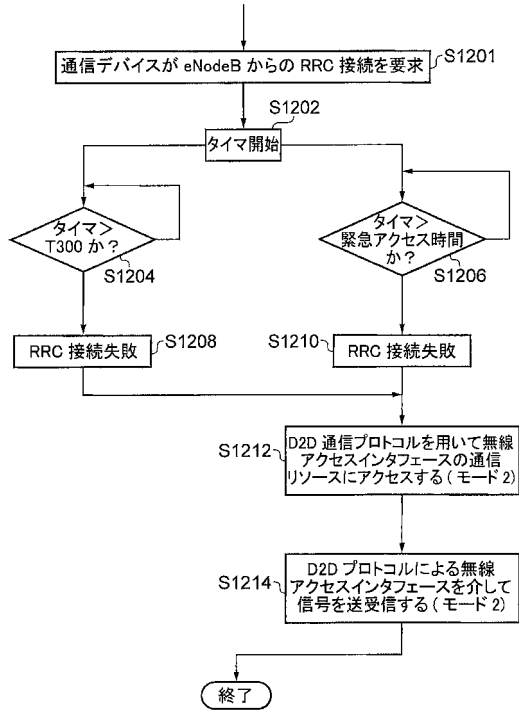 通信デバイスが eNodeB からの RRC 接続を要求
S1201
S1202
タイマ開始
タイマ>
T300 か?
S1204
タイマ>
緊急アクセス時間
か?
S1206
RRC 接続失敗
S1208
S1210
RRC 接続失敗
S1212
D2D 通信プロトコルを用いて無線
アクセスインタフェースの通信
リソースにアクセスする(モード 2)
S1214
D2D プロトコルによる無線
アクセスインタフェースを介して
信号を送受信する(モード 2)
終了